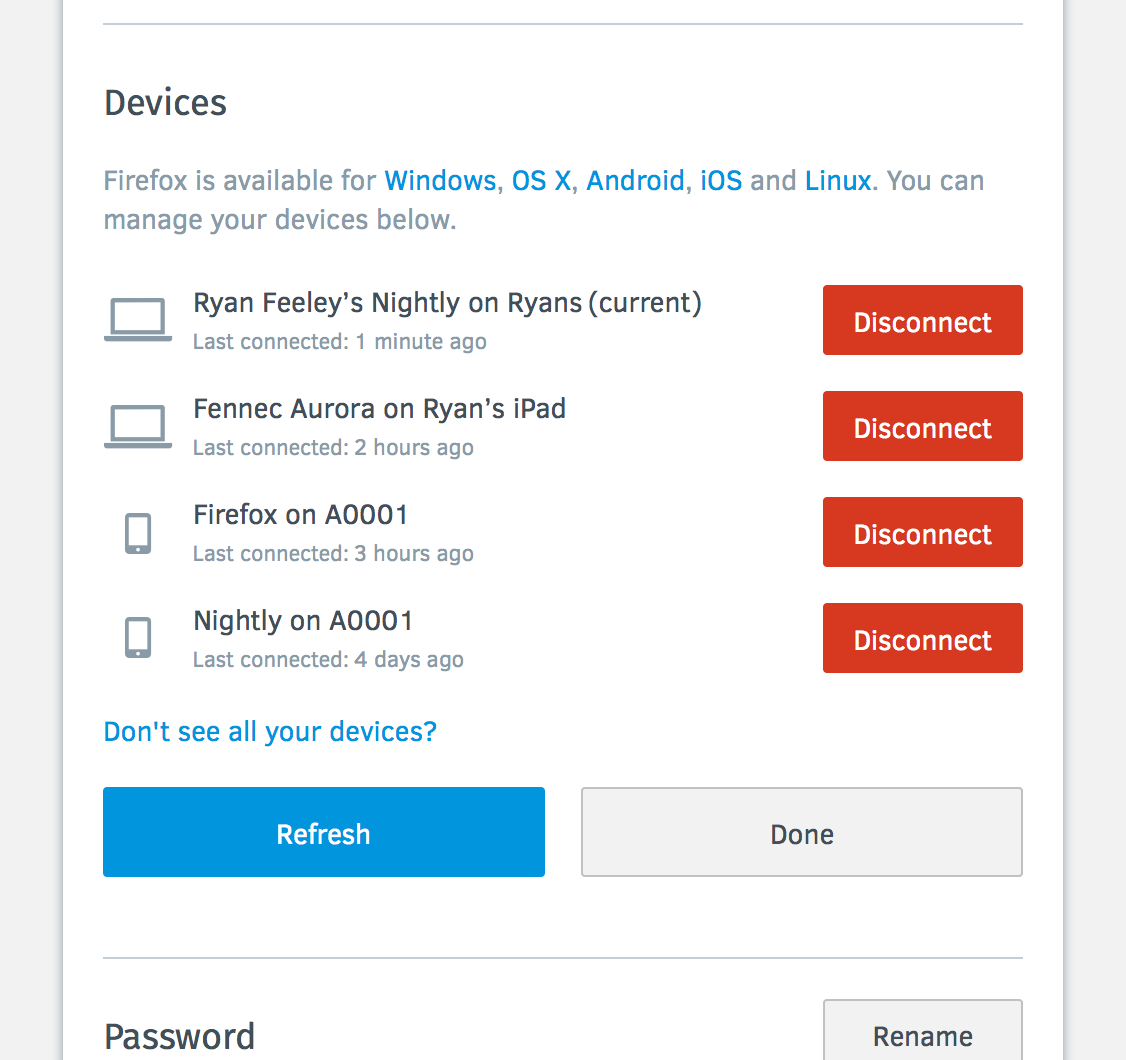 Devices
Firefox is available for Windows, OS X, Android, iOS and Linux. You can
manage your devices below.
Ryan Feeley’s Nightly on Ryans (current)
Last connected: 1 minute ago
Disconnect
Fennec Aurora on Ryan’s iPad
Last connected: 2 hours ago
Disconnect
Firefox on A0001
Last connected: 3 hours ago
Disconnect
Nightly on A0001
Last connected: 4 days ago
Disconnect
Don't see all your devices?
Refresh
Done
Password
Rename